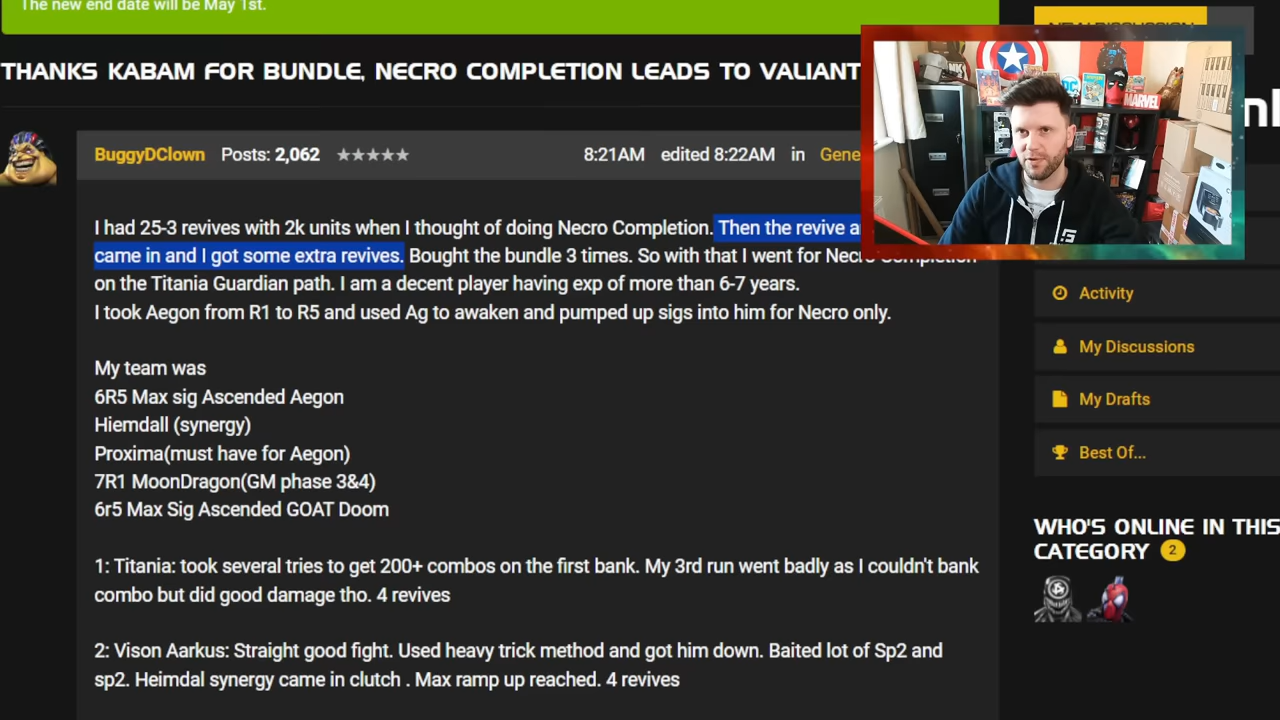 The new end date will be May 1st.
THANKS KABAM FOR BUNDLE, NECRO COMPLETION LEADS TO VALIANT
BuggyDClown Posts: 2,062 ★★★★★ 8:21AM edited 8:22AM in Gene
I had 25-3 revives with 2k units when I thought of doing Necro Completion. Then the revive
came in and I got some extra revives. Bought the bundle 3 times. So with that I went for Necro Completion
on the Titania Guardian path. I am a decent player having exp of more than 6-7 years.
I took Aegon from R1 to R5 and used Ag to awaken and pumped up sigs into him for Necro only.
My team was
6R5 Max sig Ascended Aegon
Hiemdall (synergy)
Proxima(must have for Aegon)
7R1 MoonDragon(GM phase 3&4)
6r5 Max Sig Ascended GOAT Doom
1: Titania: took several tries to get 200+ combos on the first bank. My 3rd run went badly as I couldn't bank
combo but did good damage tho. 4 revives
2: Vison Aarkus: Straight good fight. Used heavy trick method and got him down. Baited lot of Sp2 and
sp2. Heimdal synergy came in clutch . Max ramp up reached. 4 revives
NEW DISCUSSION
MARVEL
Activity
My Discussions
My Drafts
Best Of...
WHO'S ONLINE IN THIS
CATEGORY 2